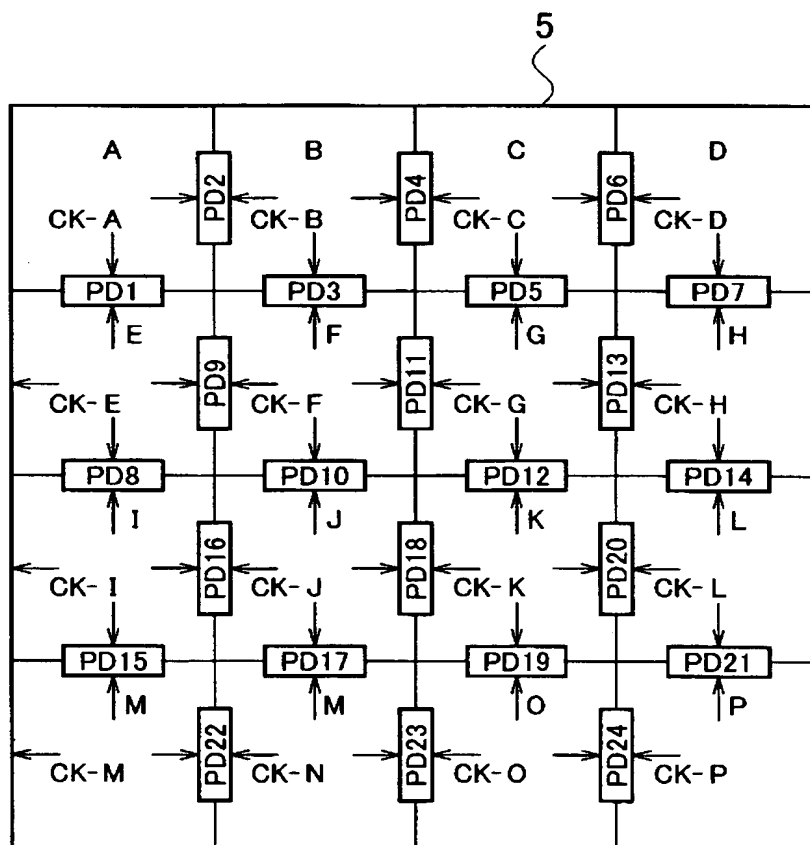 5
A B C D
PD2 PD4 PD6
CK-A CK-B CK-C CK-D
PD1 PD3 PD5 PD7
E F G H
PD9 PD11 PD13
CK-E CK-F CK-G CK-H
PD8 PD10 PD12 PD14
I J K L
PD16 PD18 PD20
CK-I CK-J CK-K CK-L
PD15 PD17 PD19 PD21
M M O P
PD22 PD23 PD24
CK-M CK-N CK-O CK-P